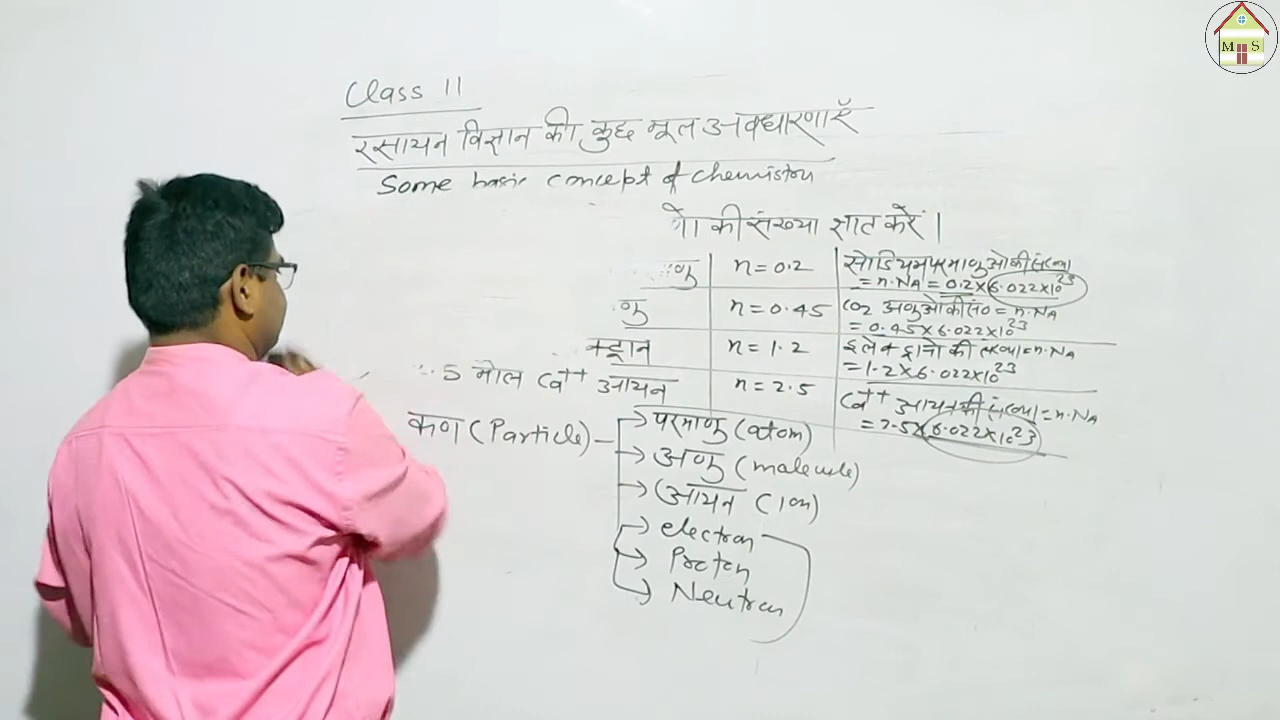 M S
Class 11
रसायन विज्ञान की कुछ मूल अवधारणाएँ
Some basic concept of chemistry
की संख्या ज्ञात करें।
n = 0.2
सोडियम परमाणुओ की संख्या
= n.NA = 0.2×6.022×10²³
n = 0.45
CO₂ अणुओ की सं० = n.NA
= 0.45×6.022×10²³
n = 1.2
इलेक्ट्रानो की संख्या = n.NA
= 1.2×6.022×10²³
5 मोल Ca⁺⁺ आयन
n = 2.5
Ca⁺⁺ आयन की संख्या = n.NA
= 2.5×6.022×10²³
कण (Particle)
परमाणु (atom)
अणु (molecule)
आयन (Ion)
electron
Proton
Neutron